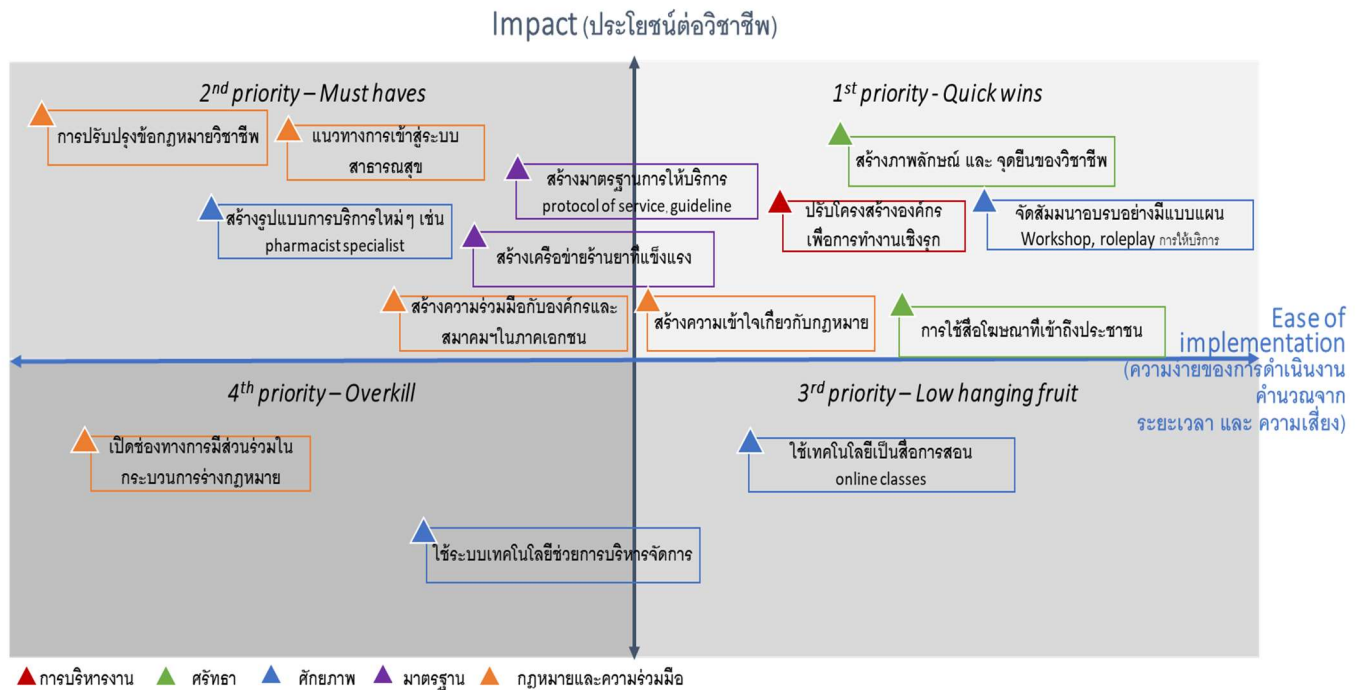 Impact (ประโยชน์ต่อวิชาชีพ)
2nd priority – Must haves
การปรับปรุงข้อกฎหมายวิชาชีพ
แนวทางการเข้าสู่ระบบ
สาธารณสุข
สร้างมาตรฐานการให้บริการ
protocol of service, guideline
สร้างรูปแบบการบริการใหม่ๆ เช่น
pharmacist specialist
สร้างเครือข่ายร้านยาที่แข็งแรง
สร้างความร่วมมือกับองค์กรและ
สมาคมฯในภาคเอกชน
1st priority - Quick wins
สร้างภาพลักษณ์ และ จุดยืนของวิชาชีพ
ปรับโครงสร้างองค์กร
เพื่อการทำงานเชิงรุก
จัดสัมมนาอบรบอย่างมีแบบแผน
Workshop, roleplay การให้บริการ
สร้างความเข้าใจเกี่ยวกับกฎหมาย
การใช้สื่อโฆษณาที่เข้าถึงประชาชน
Ease of
implementation
(ความง่ายของการดำเนินงาน
คำนวณจาก
ระยะเวลา และ ความเสี่ยง)
4th priority – Overkill
เปิดช่องทางการมีส่วนร่วมใน
กระบวนการร่างกฎหมาย
ใช้ระบบเทคโนโลยีช่วยการบริหารจัดการ
3rd priority – Low hanging fruit
ใช้เทคโนโลยีเป็นสื่อการสอน
online classes
การบริหารงาน ศรัทธา ศักยภาพ มาตรฐาน กฎหมายและความร่วมมือ